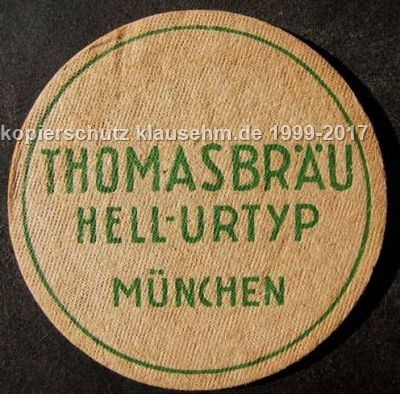 kopierschutz klausehm.de 1999-2017
THOMASBRÄU
HELL-URTYP
MÜNCHEN